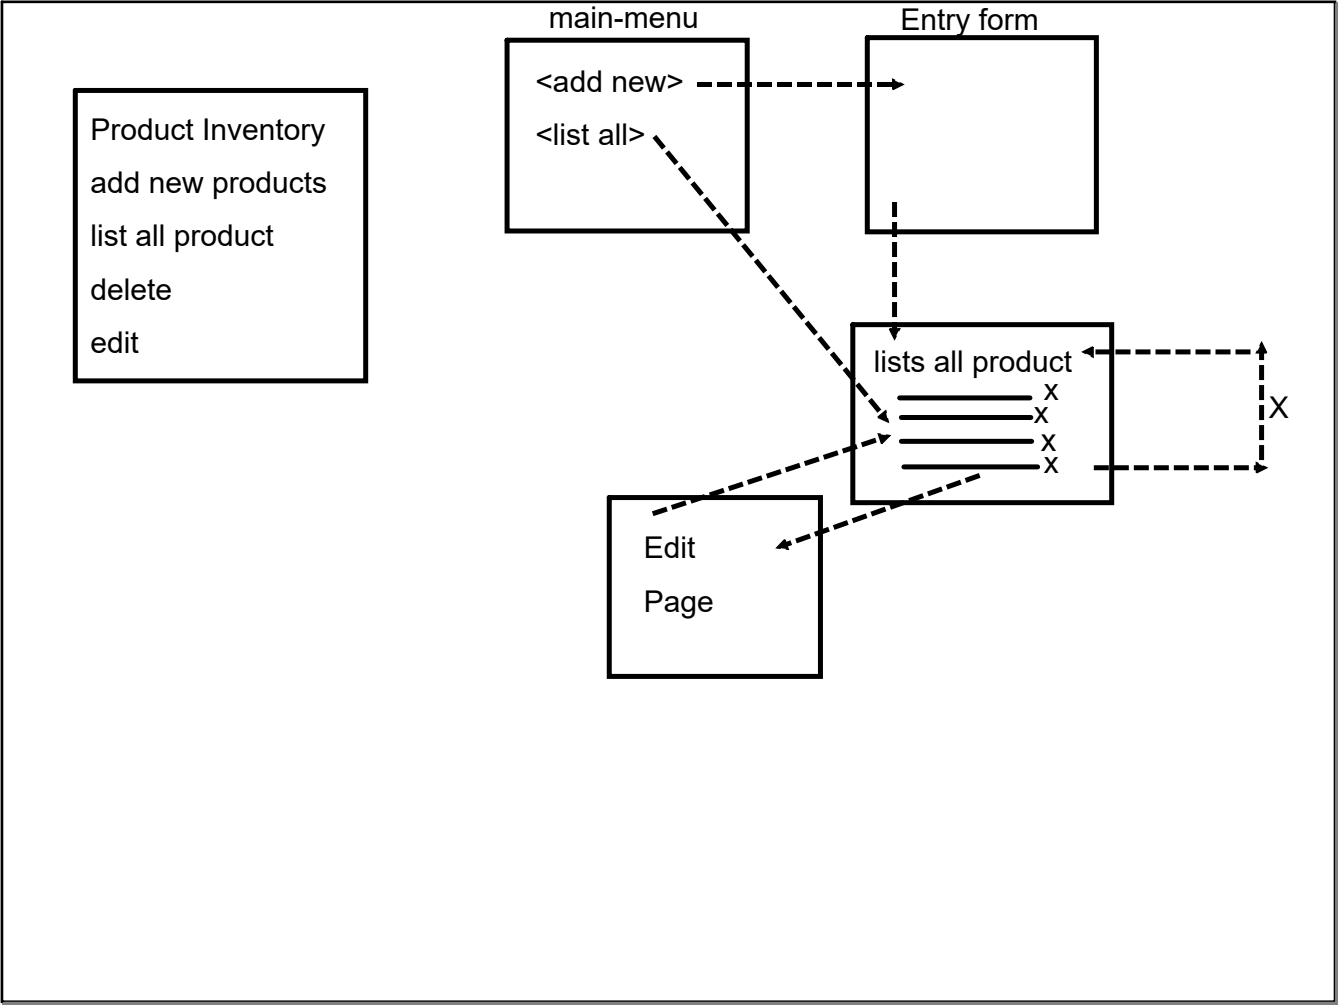 Product Inventory
add new products
list all product
delete
edit
main-menu
<add new>
<list all>
Entry form
lists all product
x
x
x
x
X
Edit
Page